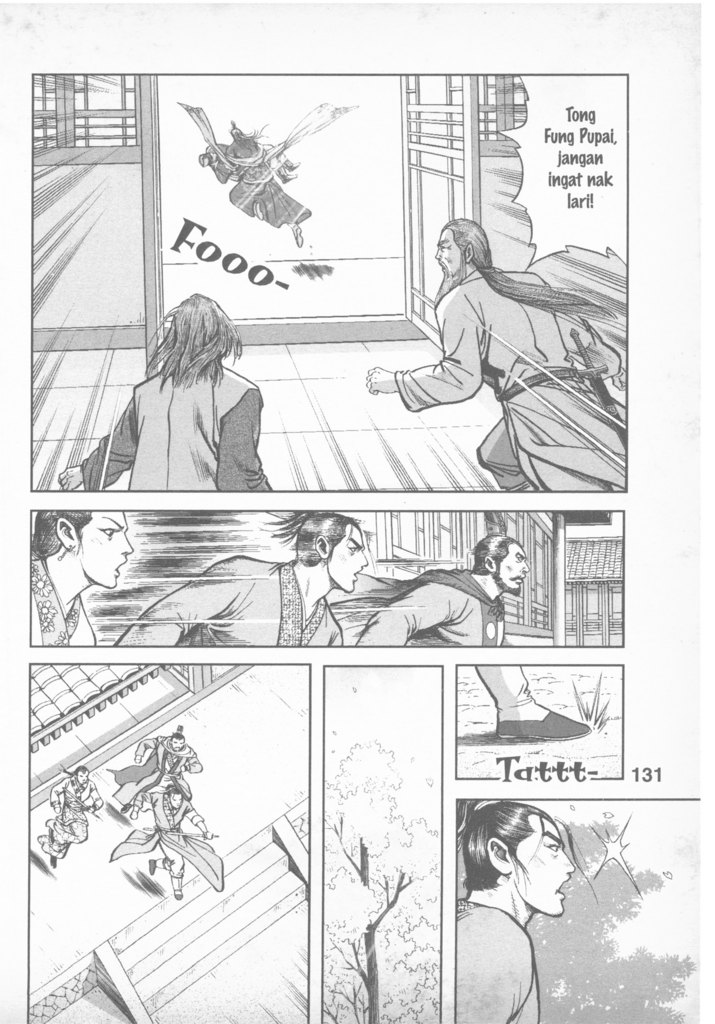 Tong
Fung Pupai,
jangan
ingat nak
lari!
Fooo-
Tattt-
131